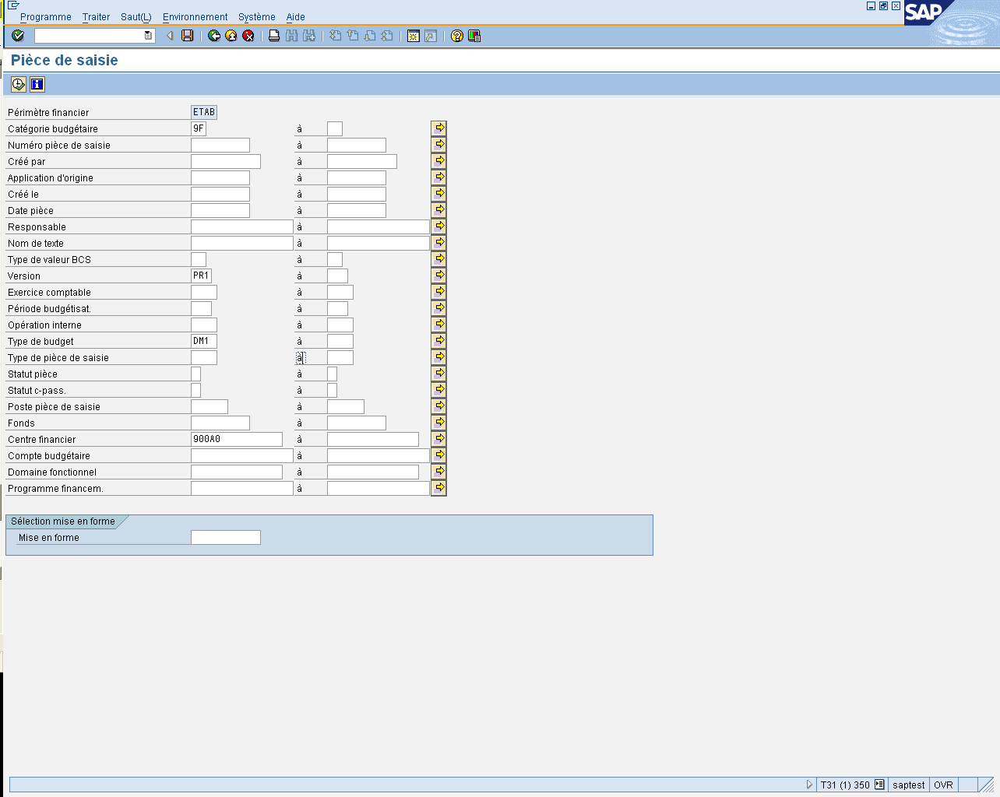 Programme Traiter Saut(L) Environnement Système Aide
SAP
Pièce de saisie
Périmètre financier ETAB
Catégorie budgétaire 9F à
Numéro pièce de saisie à
Créé par à
Application d'origine à
Créé le à
Date pièce à
Responsable à
Nom de texte à
Type de valeur BCS à
Version PR1 à
Exercice comptable à
Période budgétisat. à
Opération interne à
Type de budget DM1 à
Type de pièce de saisie à
Statut pièce à
Statut c-pass. à
Poste pièce de saisie à
Fonds à
Centre financier 900A0 à
Compte budgétaire à
Domaine fonctionnel à
Programme financem. à
Sélection mise en forme
Mise en forme
T31 (1) 350 saptest OVR